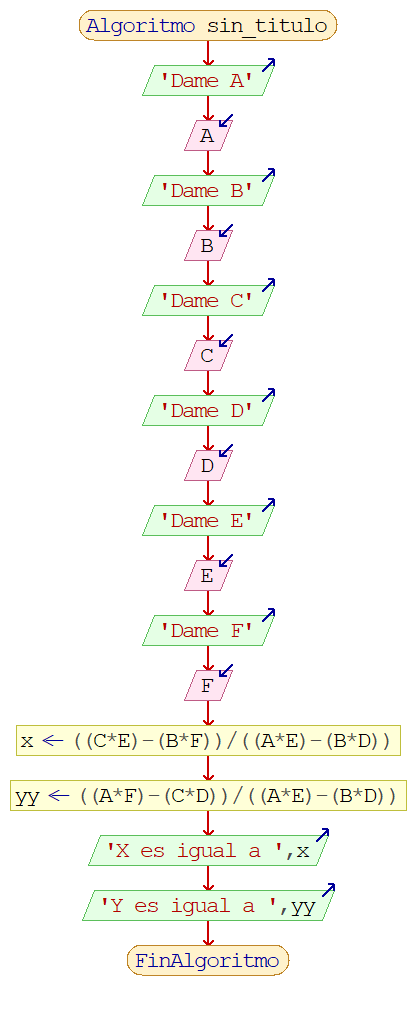 Algoritmo sin_titulo
'Dame A'
A
'Dame B'
B
'Dame C'
C
'Dame D'
D
'Dame E'
E
'Dame F'
F
x ← ((C*E)-(B*F))/((A*E)-(B*D))
yy ← ((A*F)-(C*D))/((A*E)-(B*D))
'X es igual a ',x
'Y es igual a ',yy
FinAlgoritmo